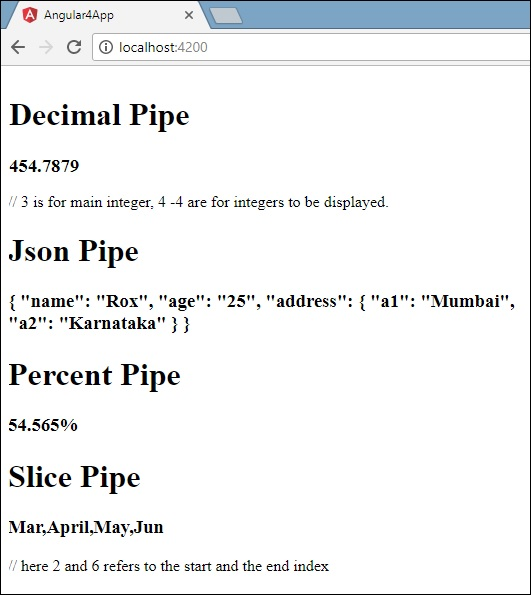 Angular4App
localhost:4200
Decimal Pipe
454.7879
// 3 is for main integer, 4 -4 are for integers to be displayed.
Json Pipe
{ "name": "Rox", "age": "25", "address": { "a1": "Mumbai",
"a2": "Karnataka" } }
Percent Pipe
54.565%
Slice Pipe
Mar,April,May,Jun
// here 2 and 6 refers to the start and the end index